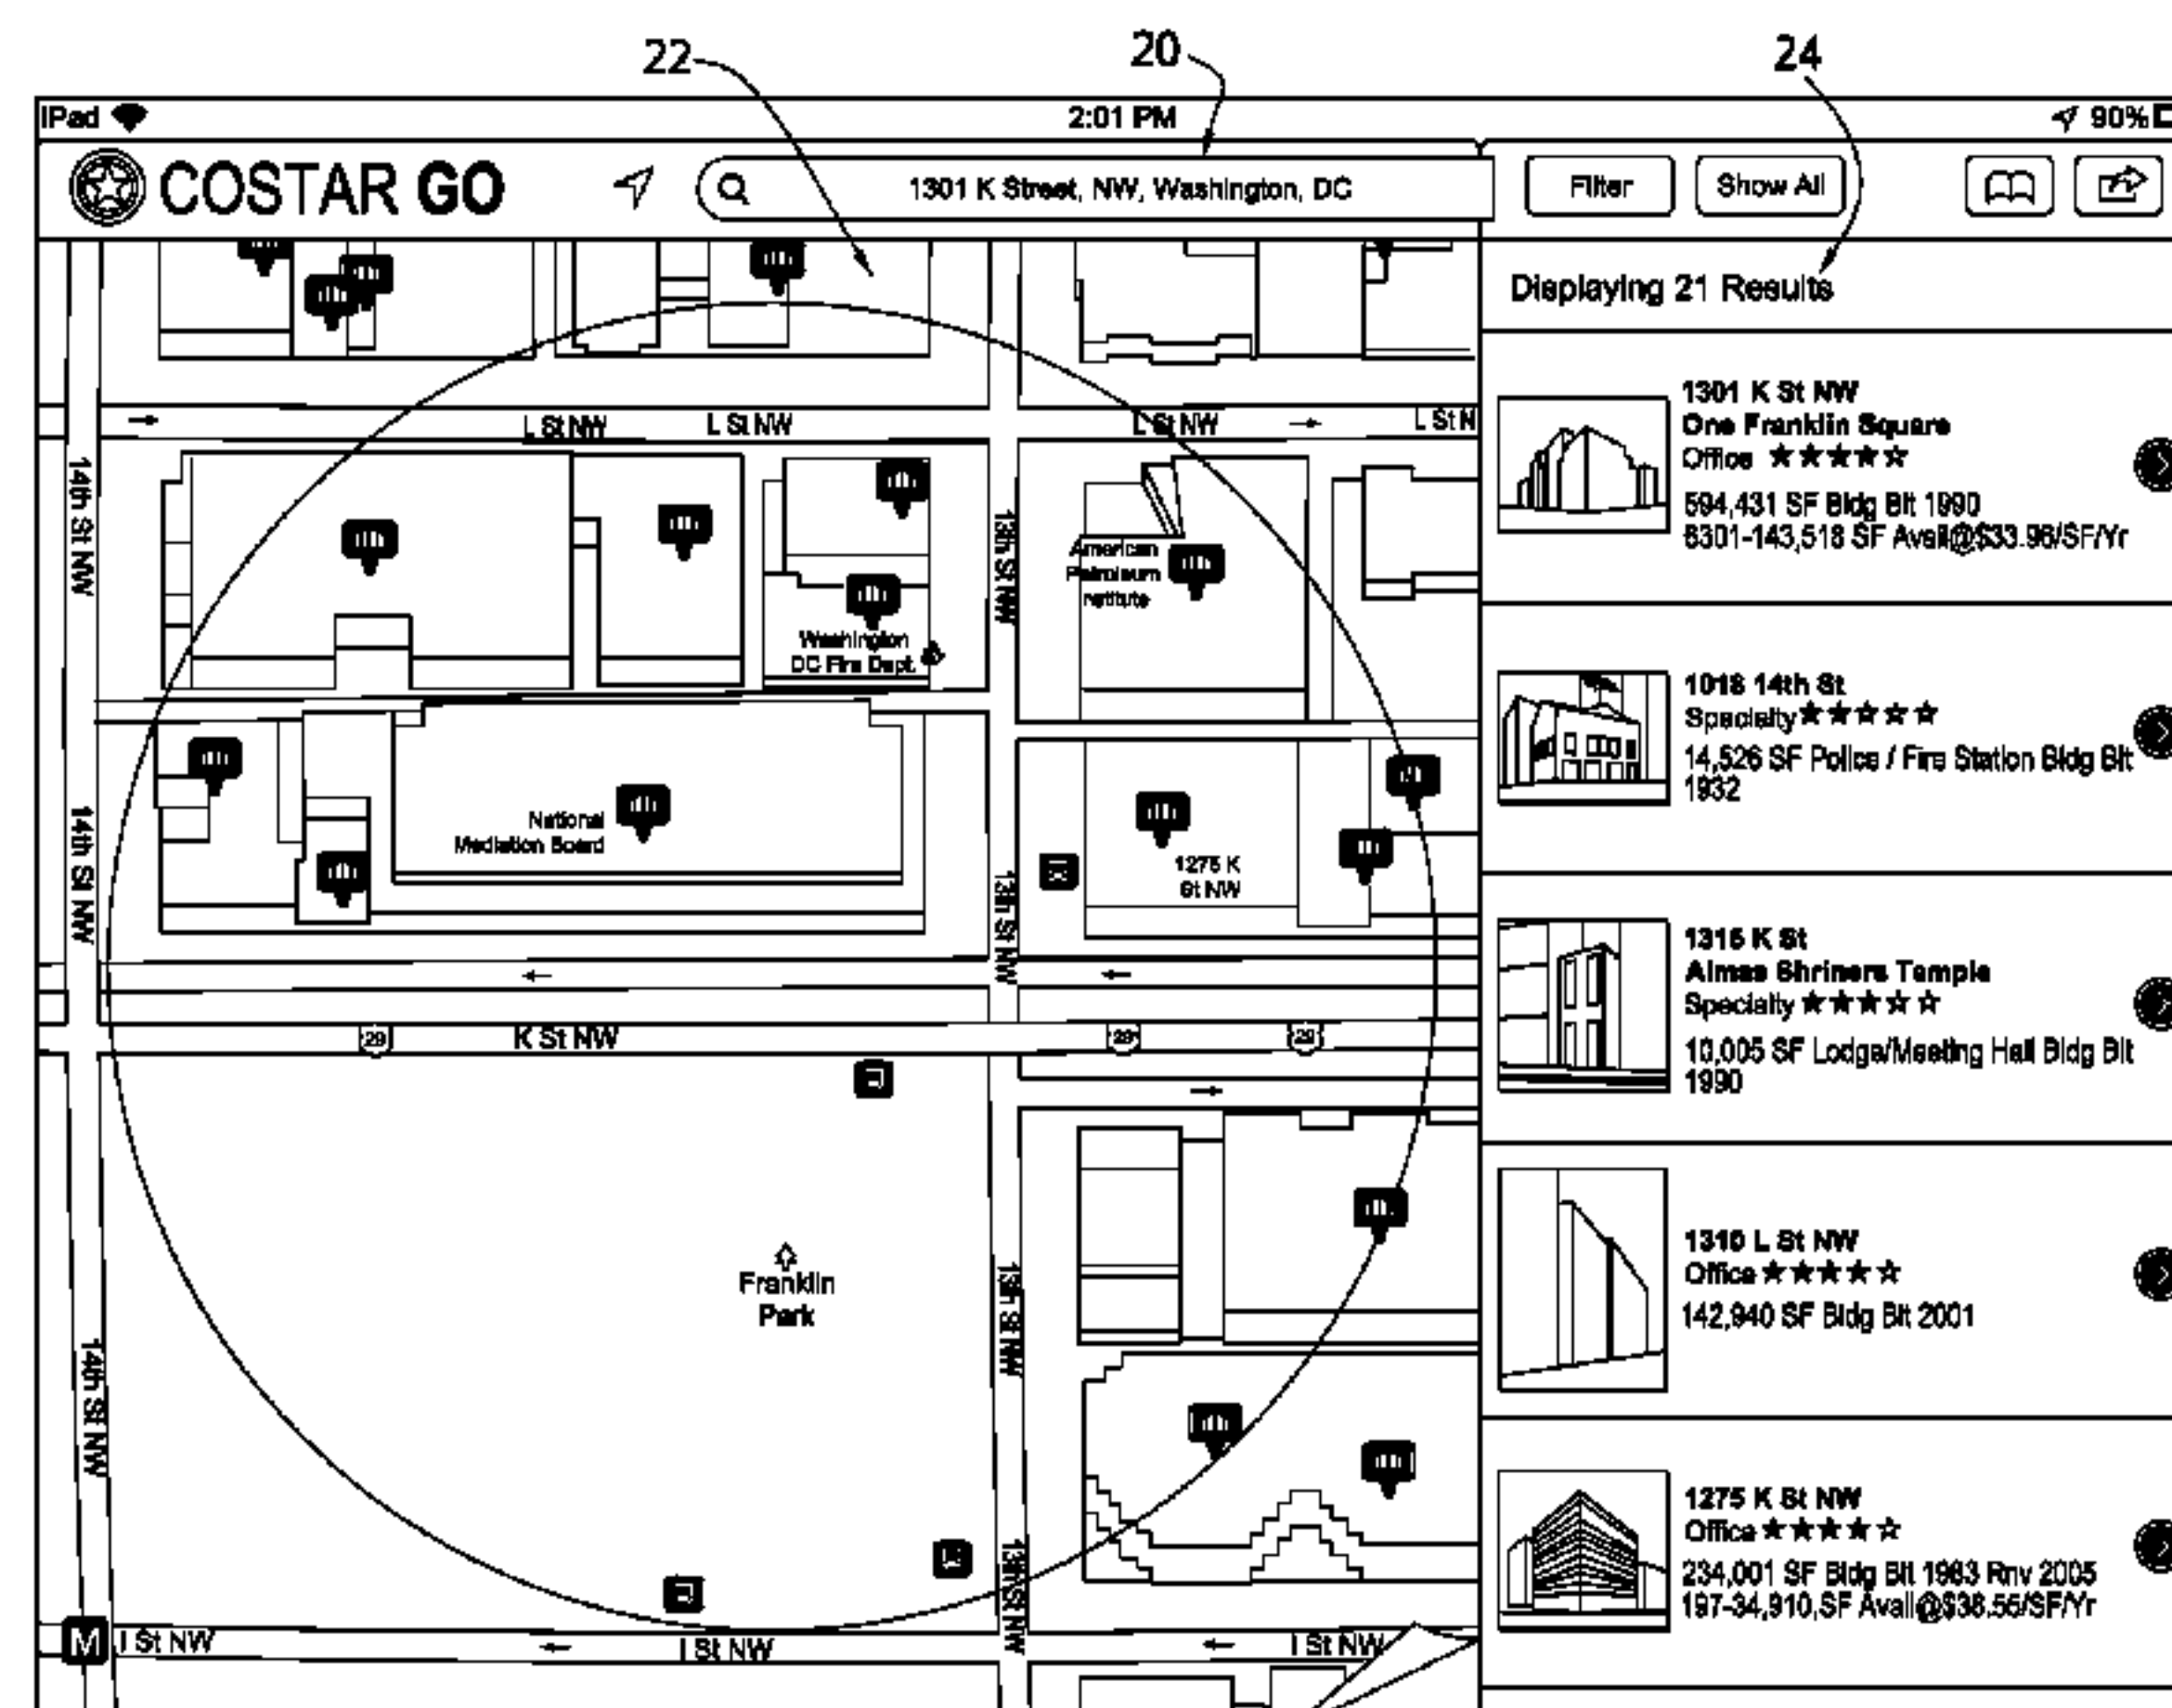 22 20 24
iPad 2:01 PM 90%
COSTAR GO 1301 K Street, NW, Washington, DC Filter Show All
Displaying 21 Results
1301 K St NW
One Franklin Square
Office ★★★★☆
594,431 SF Bldg Blt 1990
6301-143,518 SF Avail@$33.96/SF/Yr
1018 14th St
Specialty ★★★☆☆
14,526 SF Police / Fire Station Bldg Blt
1932
1315 K St
Almas Shriners Temple
Specialty ★★★☆☆
10,005 SF Lodge/Meeting Hall Bldg Blt
1990
1310 L St NW
Office ★★★★☆
142,940 SF Bldg Blt 2001
1275 K St NW
Office ★★★★☆
234,001 SF Bldg Blt 1983 Rnv 2005
197-34,910,SF Avail@$38.55/SF/Yr
L St NW L St NW L St NW L St N
14th St NW
13th St NW
American
Petroleum
nstitute
Washington
DC Fire Dept.
National
Mediation Board
14th St NW
1275 K
St NW
13th St NW
K St NW
29 29 29
Franklin
Park
13th St NW
14th St NW
13th St NW
M I St NW I St NW I St NW